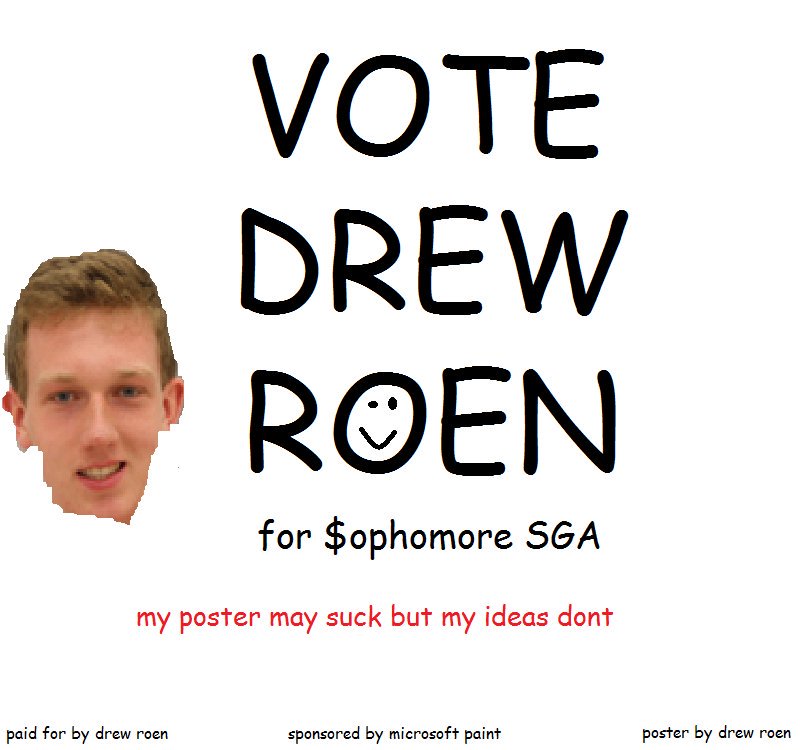 VOTE
DREW
ROEN
for $ophomore SGA
my poster may suck but my ideas dont
paid for by drew roen
sponsored by microsoft paint
poster by drew roen